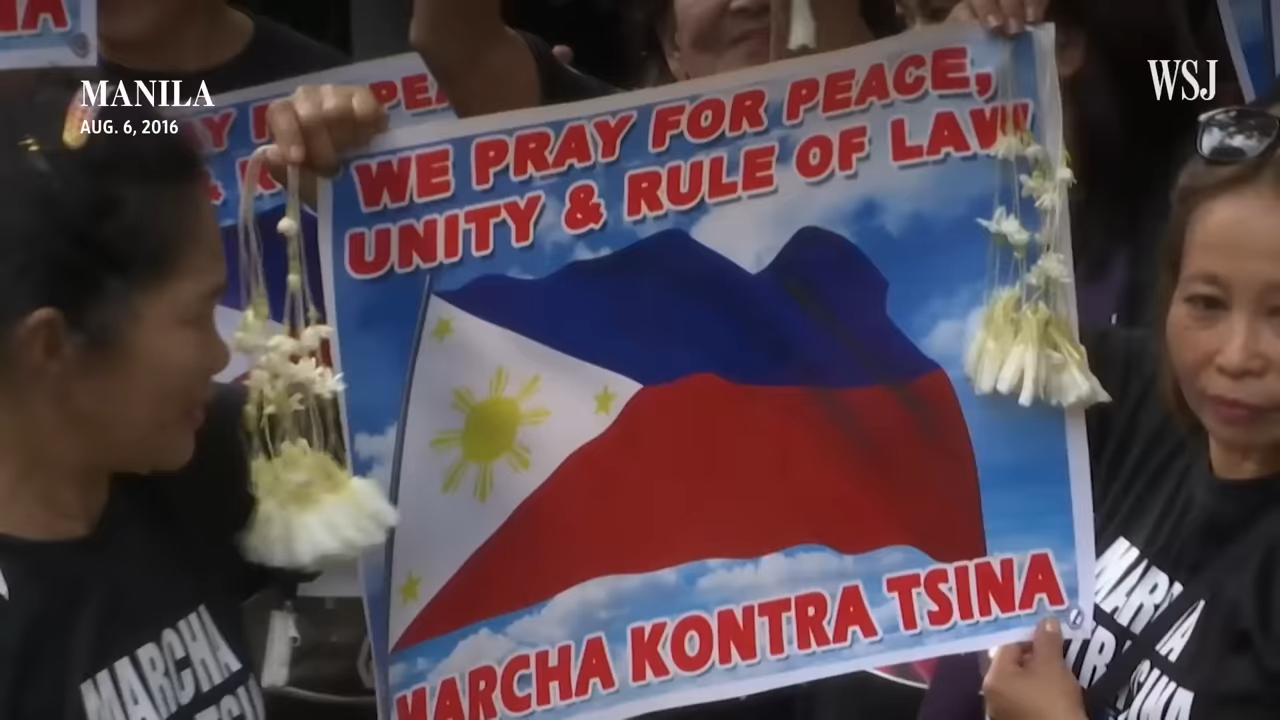 MANILA
AUG. 6, 2016
WSJ
WE PRAY FOR PEACE,
UNITY & RULE OF LAW
MARCHA KONTRA TSINA
MARCHA